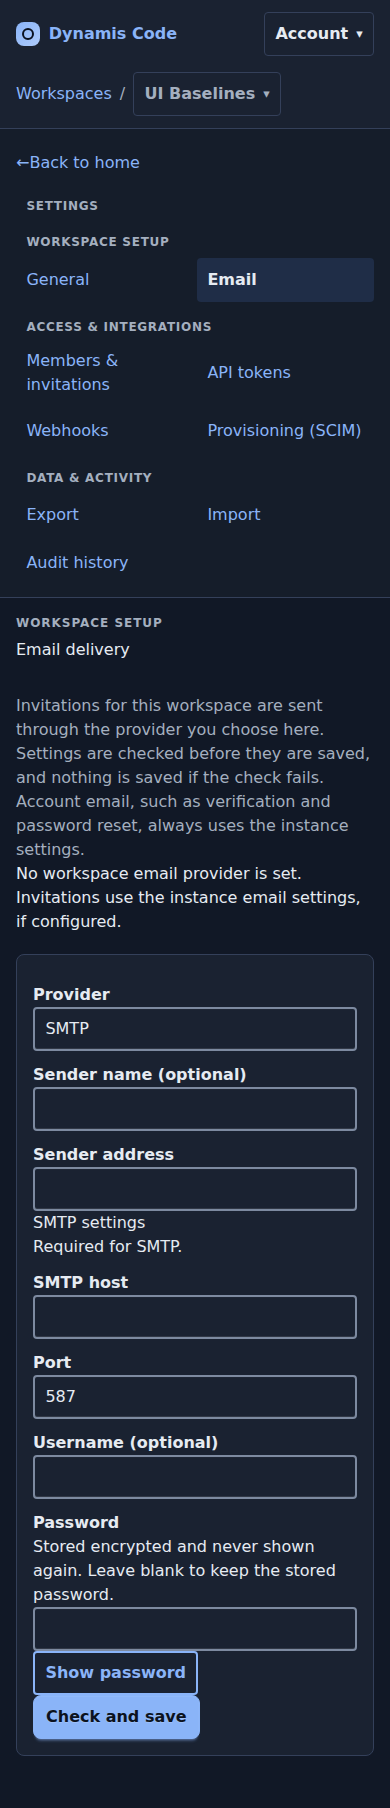 Dynamis Code
Account ▾
Workspaces / UI Baselines ▾
←Back to home
SETTINGS
WORKSPACE SETUP
General
Email
ACCESS & INTEGRATIONS
Members &
invitations
API tokens
Webhooks
Provisioning (SCIM)
DATA & ACTIVITY
Export
Import
Audit history
WORKSPACE SETUP
Email delivery
Invitations for this workspace are sent
through the provider you choose here.
Settings are checked before they are saved,
and nothing is saved if the check fails.
Account email, such as verification and
password reset, always uses the instance
settings.
No workspace email provider is set.
Invitations use the instance email settings,
if configured.
Provider
SMTP
Sender name (optional)
Sender address
SMTP settings
Required for SMTP.
SMTP host
Port
587
Username (optional)
Password
Stored encrypted and never shown
again. Leave blank to keep the stored
password.
Show password
Check and save